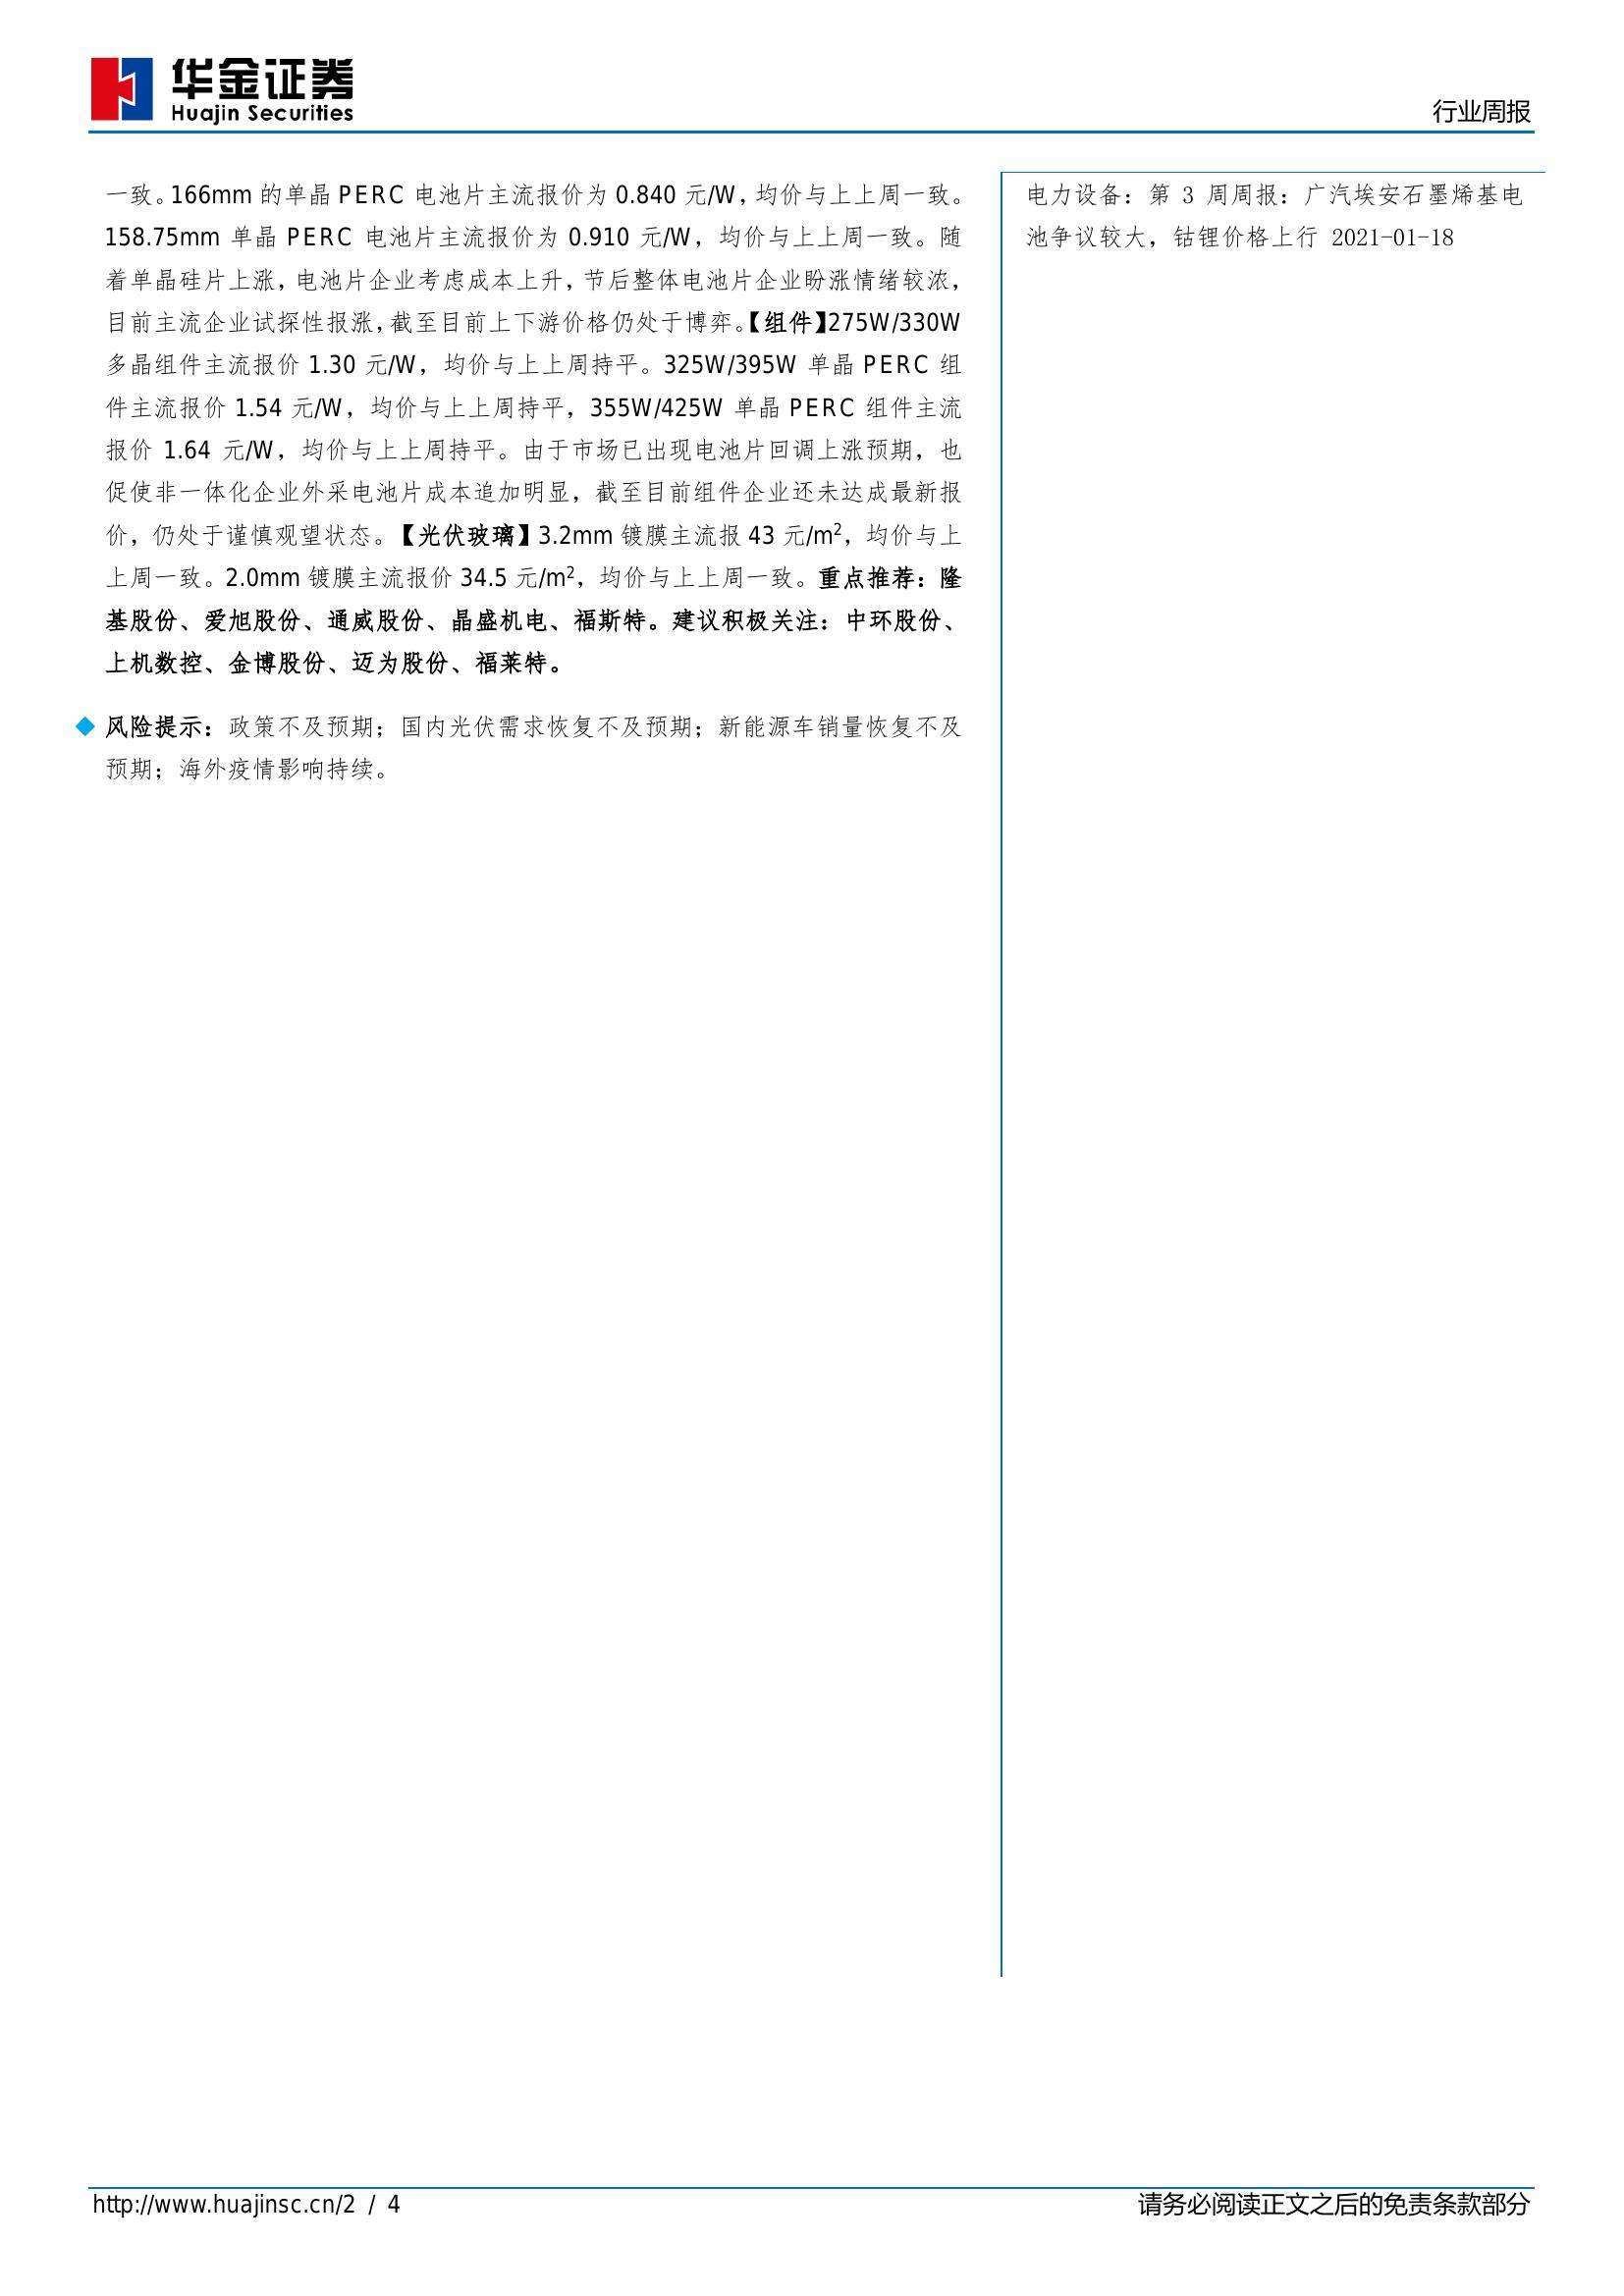 华金证券
Huajin Securities
行业周报
一致。166mm 的单晶 PERC 电池片主流报价为 0.840 元/W，均价与上上周一致。
158.75mm 单晶 PERC 电池片主流报价为 0.910 元/W，均价与上上周一致。随
着单晶硅片上涨，电池片企业考虑成本上升，节后整体电池片企业盼涨情绪较浓，
目前主流企业试探性报涨，截至目前上下游价格仍处于博弈。【组件】275W/330W
多晶组件主流报价 1.30 元/W，均价与上上周持平。325W/395W 单晶 PERC 组
件主流报价 1.54 元/W，均价与上上周持平，355W/425W 单晶 PERC 组件主流
报价 1.64 元/W，均价与上上周持平。由于市场已出现电池片回调上涨预期，也
促使非一体化企业外采电池片成本追加明显，截至目前组件企业还未达成最新报
价，仍处于谨慎观望状态。【光伏玻璃】3.2mm 镀膜主流报 43 元/m²，均价与上
上周一致。2.0mm 镀膜主流报价 34.5 元/m²，均价与上上周一致。重点推荐：隆
基股份、爱旭股份、通威股份、晶盛机电、福斯特。建议积极关注：中环股份、
上机数控、金博股份、迈为股份、福莱特。
风险提示：政策不及预期；国内光伏需求恢复不及预期；新能源车销量恢复不及
预期；海外疫情影响持续。
电力设备：第 3 周周报：广汽埃安石墨烯基电
池争议较大，钴锂价格上行 2021-01-18
http://www.huajinsc.cn/2 / 4
请务必阅读正文之后的免责条款部分